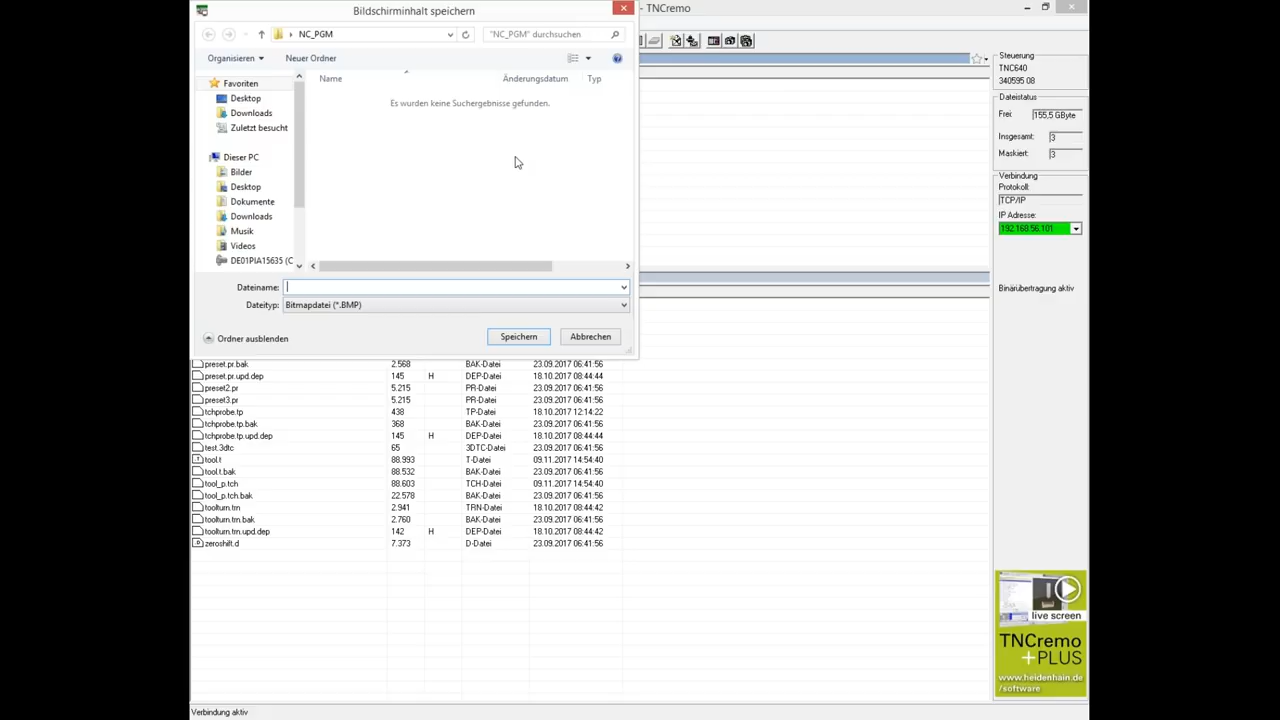 Bildschirminhalt speichern
- TNCremo
NC_PGM
"NC_PGM" durchsuchen
Organisieren
Neuer Ordner
Favoriten
Desktop
Downloads
Zuletzt besucht
Dieser PC
Bilder
Desktop
Dokumente
Downloads
Musik
Videos
DE01PIA15635 (C
Name Änderungsdatum Typ
Es wurden keine Suchergebnisse gefunden.
Dateiname:
Dateityp: Bitmapdatei (*.BMP)
Ordner ausblenden
Speichern
Abbrechen
preset.pr.bak 2.568 BAK-Datei 23.09.2017 06:41:56
preset.pr.upd.dep 145 H DEP-Datei 18.10.2017 08:44:44
preset2.pr 5.215 PR-Datei 23.09.2017 06:41:56
preset3.pr 5.215 PR-Datei 23.09.2017 06:41:56
tchprobe.tp 438 TP-Datei 18.10.2017 12:14:22
tchprobe.tp.bak 368 BAK-Datei 23.09.2017 06:41:56
tchprobe.tp.upd.dep 145 H DEP-Datei 18.10.2017 08:44:44
test.3dtc 65 3DTC-Datei 23.09.2017 06:41:56
tool.t 88.993 T-Datei 09.11.2017 14:54:40
tool.t.bak 88.532 BAK-Datei 23.09.2017 06:41:56
tool_p.tch 88.603 TCH-Datei 09.11.2017 14:54:40
tool_p.tch.bak 22.578 BAK-Datei 23.09.2017 06:41:56
toolturn.trn 2.941 TRN-Datei 18.10.2017 08:44:42
toolturn.trn.bak 2.760 BAK-Datei 23.09.2017 06:41:56
toolturn.trn.upd.dep 142 H DEP-Datei 18.10.2017 08:44:42
zeroshift.d 7.373 D-Datei 23.09.2017 06:41:56
Verbindung aktiv
Steuerung
TNC640
340595 08
Dateistatus
Frei: 155,5 GByte
Insgesamt: 3
Maskiert: 3
Verbindung
Protokoll:
TCP/IP
IP Adresse:
192.168.56.101
Binärübertragung aktiv
live screen
TNCremo
+PLUS
www.heidenhain.de
/software